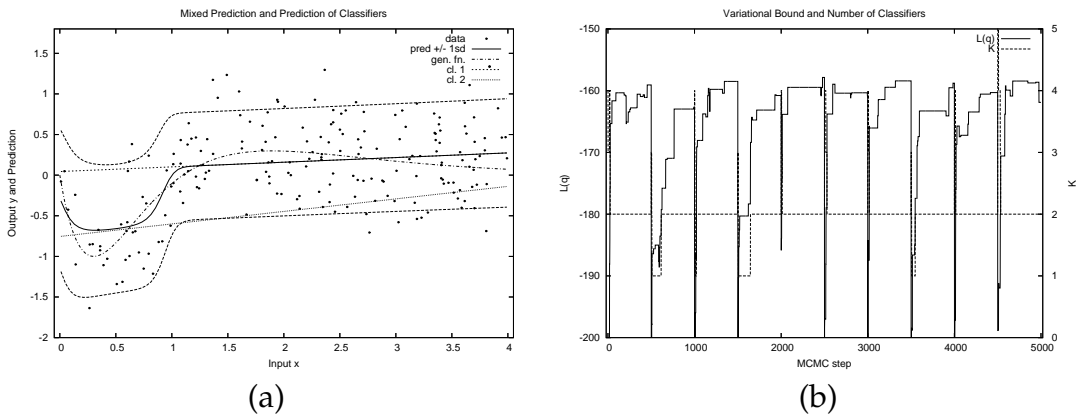 Mixed Prediction and Prediction of Classifiers
data
pred +/- 1sd
gen. fn.
cl. 1
cl. 2
1.5
1
0.5
0
-0.5
-1
-1.5
-2
Output y and Prediction
0 0.5 1 1.5 2 2.5 3 3.5 4
Input x
(a)
Variational Bound and Number of Classifiers
L(q)
K
-150
-160
-170
-180
-190
-200
L(q)
5
4
3
2
1
0
K
0 1000 2000 3000 4000 5000
MCMC step
(b)